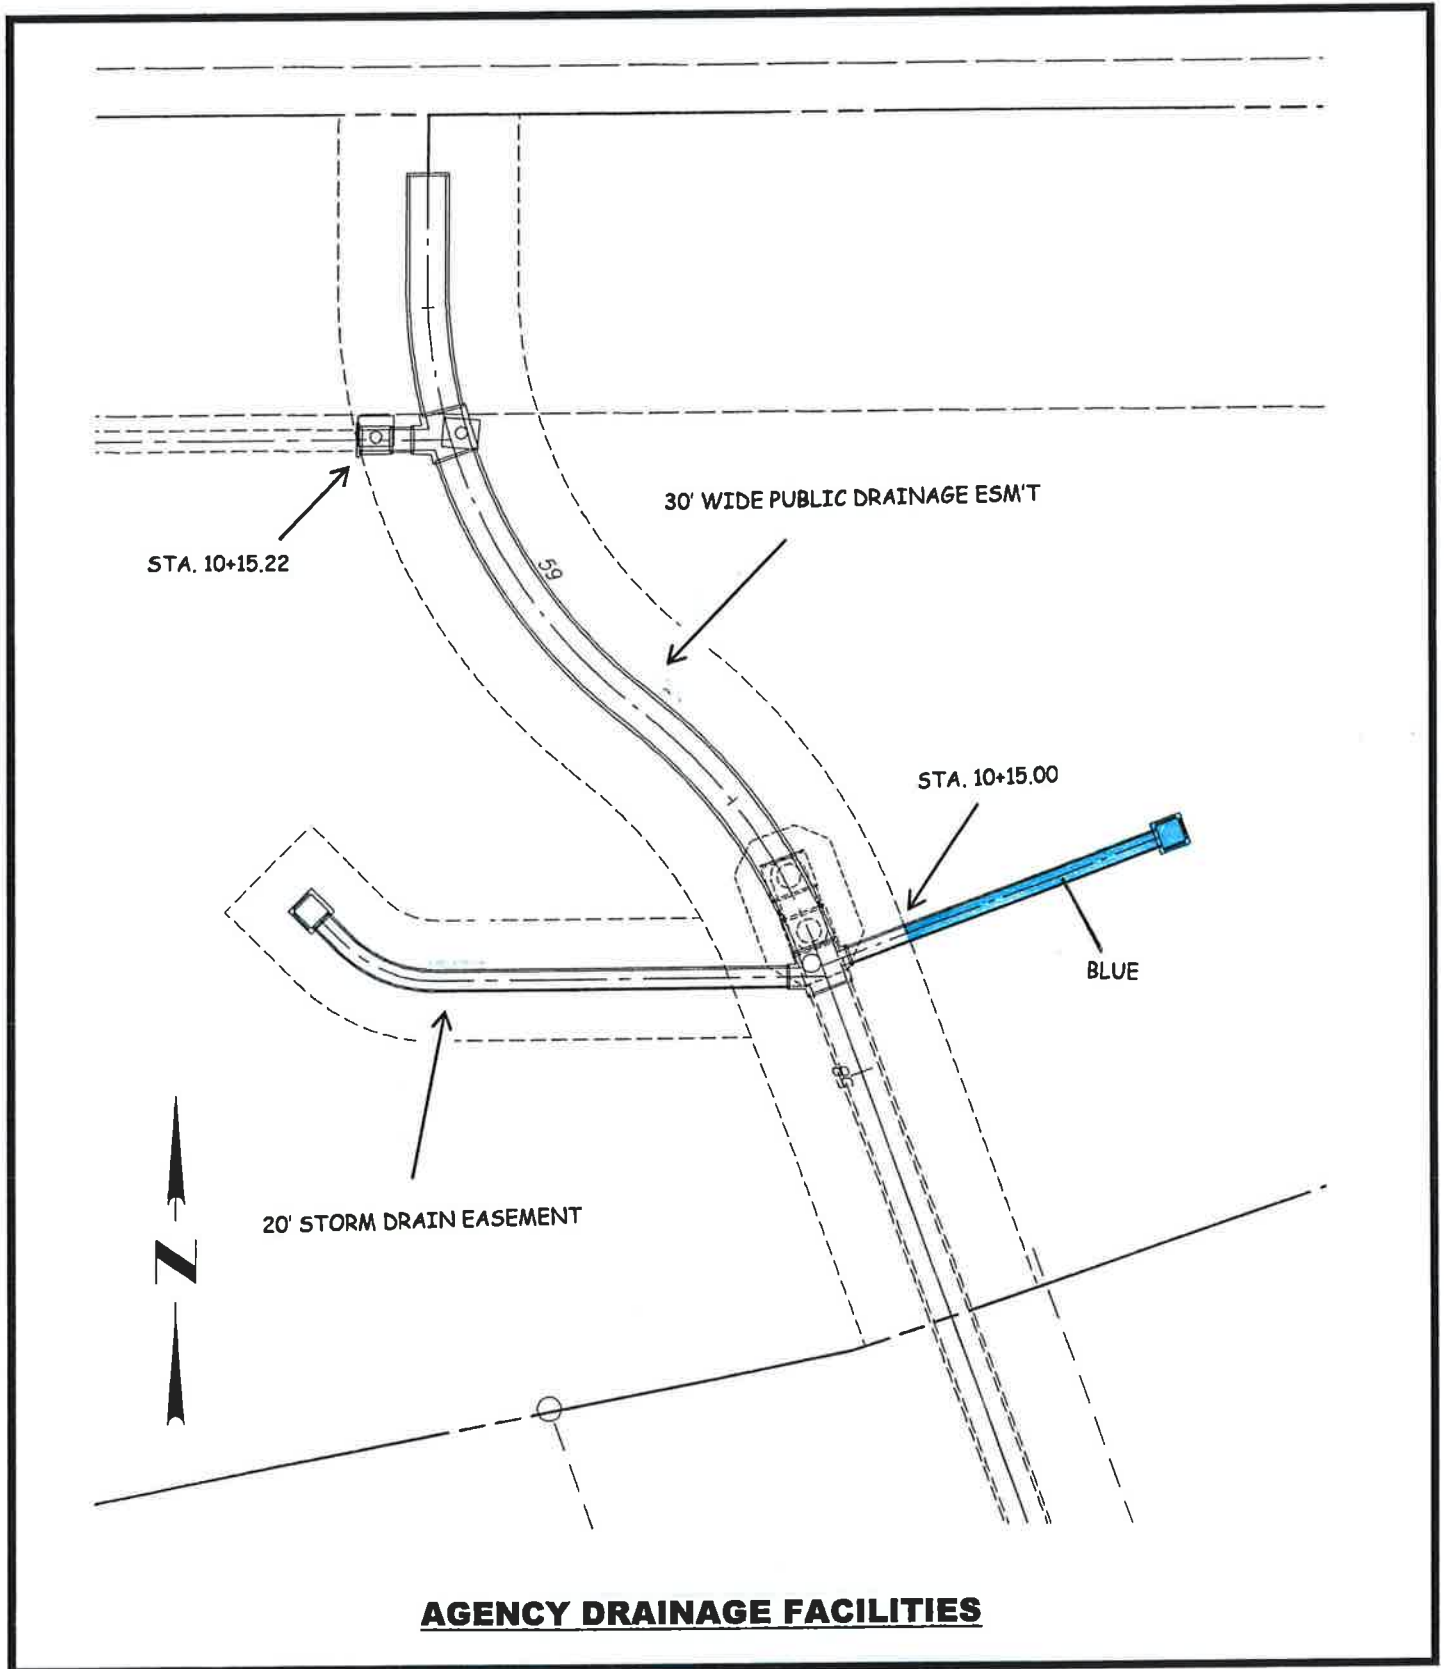 59
30' WIDE PUBLIC DRAINAGE ESM'T
STA. 10+15.22
STA. 10+15.00
BLUE
20' STORM DRAIN EASEMENT
N
AGENCY DRAINAGE FACILITIES